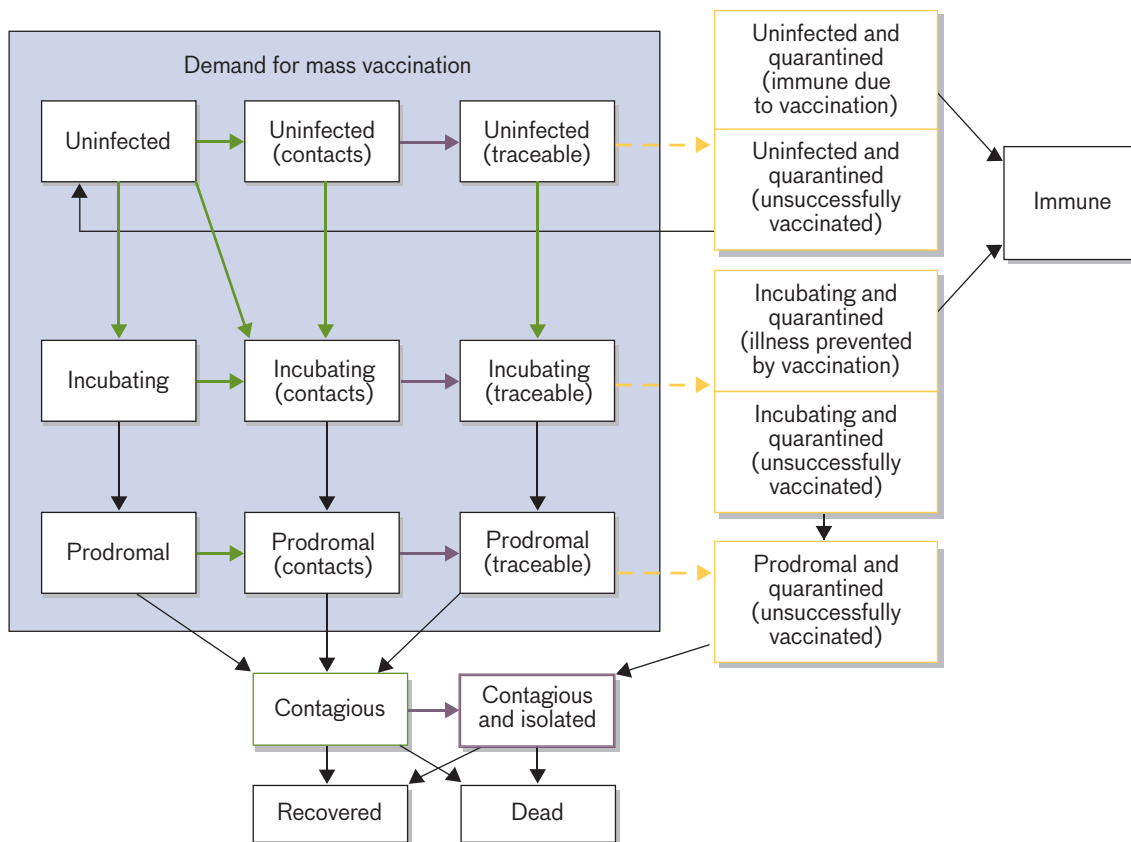 Demand for mass vaccination
Uninfected
Uninfected
(contacts)
Uninfected
(traceable)
Uninfected and
quarantined
(immune due
to vaccination)
Uninfected and
quarantined
(unsuccessfully
vaccinated)
Immune
Incubating
Incubating
(contacts)
Incubating
(traceable)
Incubating and
quarantined
(illness prevented
by vaccination)
Incubating and
quarantined
(unsuccessfully
vaccinated)
Prodromal
Prodromal
(contacts)
Prodromal
(traceable)
Prodromal and
quarantined
(unsuccessfully
vaccinated)
Contagious
Contagious
and isolated
Recovered
Dead